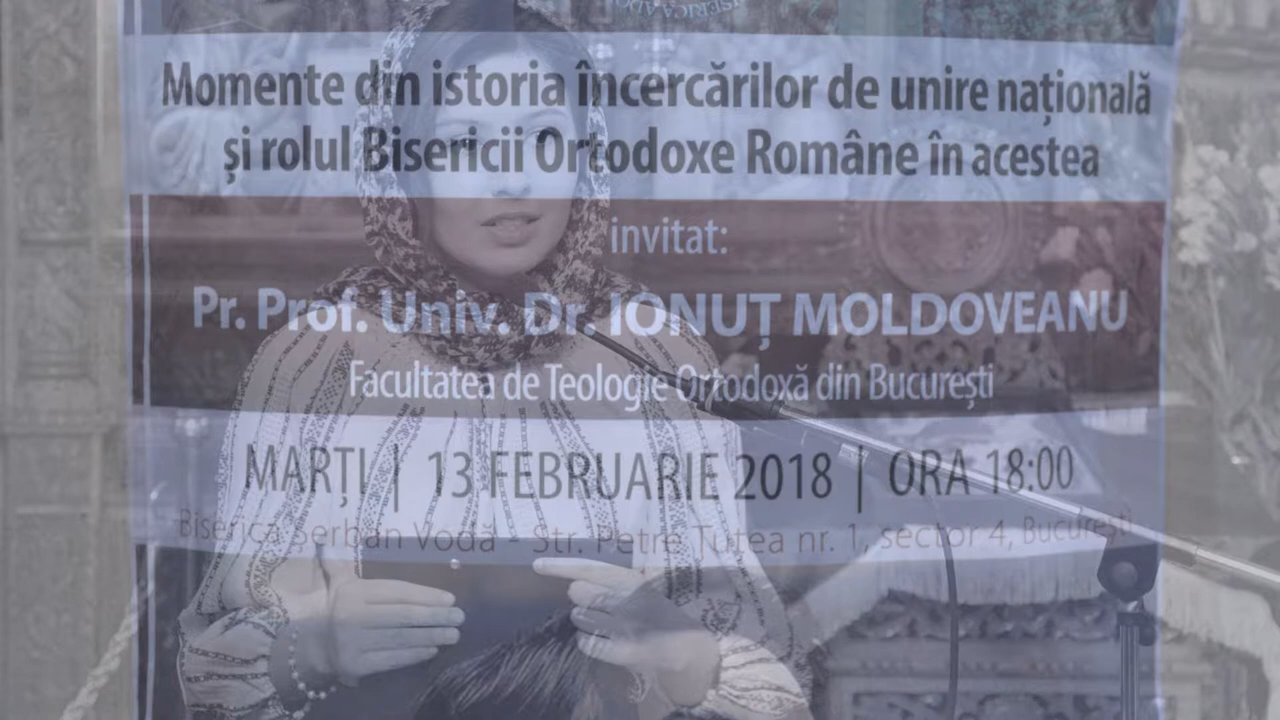 BISERICA
Momente din istoria încercărilor de unire națională
și rolul Bisericii Ortodoxe Române în acestea
invitat:
Pr. Prof. Univ. Dr. IONUȚ MOLDOVEANU
Facultatea de Teologie Ortodoxă din București
MARȚI | 13 FEBRUARIE 2018 | ORA 18:00
Biserica Șerban Vodă - Str. Petre Țuțea nr. 1, sector 4, București